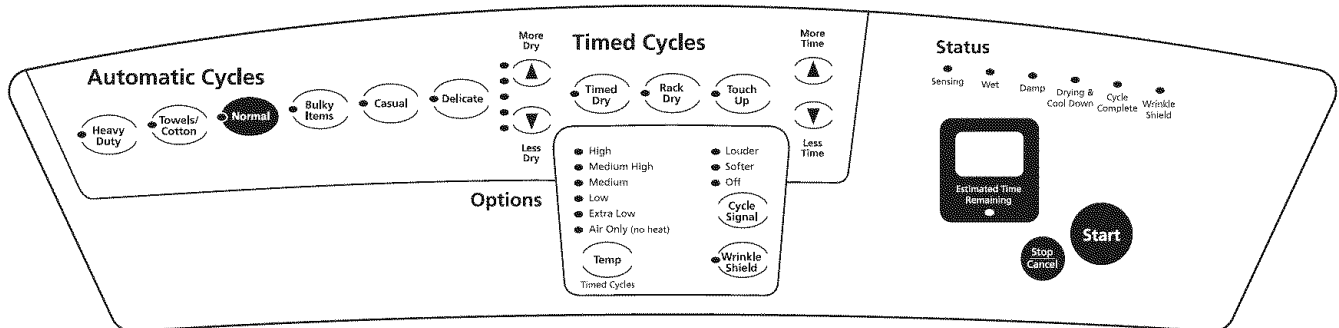 Automatic Cycles
Heavy
Duty
Towels/
Cotton
Normal
Bulky
Items
Casual
Delicate
More
Dry
Less
Dry
Timed Cycles
Timed
Dry
Rack
Dry
Touch
Up
More
Time
Less
Time
Options
High
Medium High
Medium
Low
Extra Low
Air Only (no heat)
Temp
Timed Cycles
Louder
Softer
Off
Cycle
Signal
Wrinkle
Shield
Status
Sensing
Wet
Damp
Drying &
Cool Down
Cycle
Complete
Wrinkle
Shield
Estimated Time
Remaining
Stop
Cancel
Start